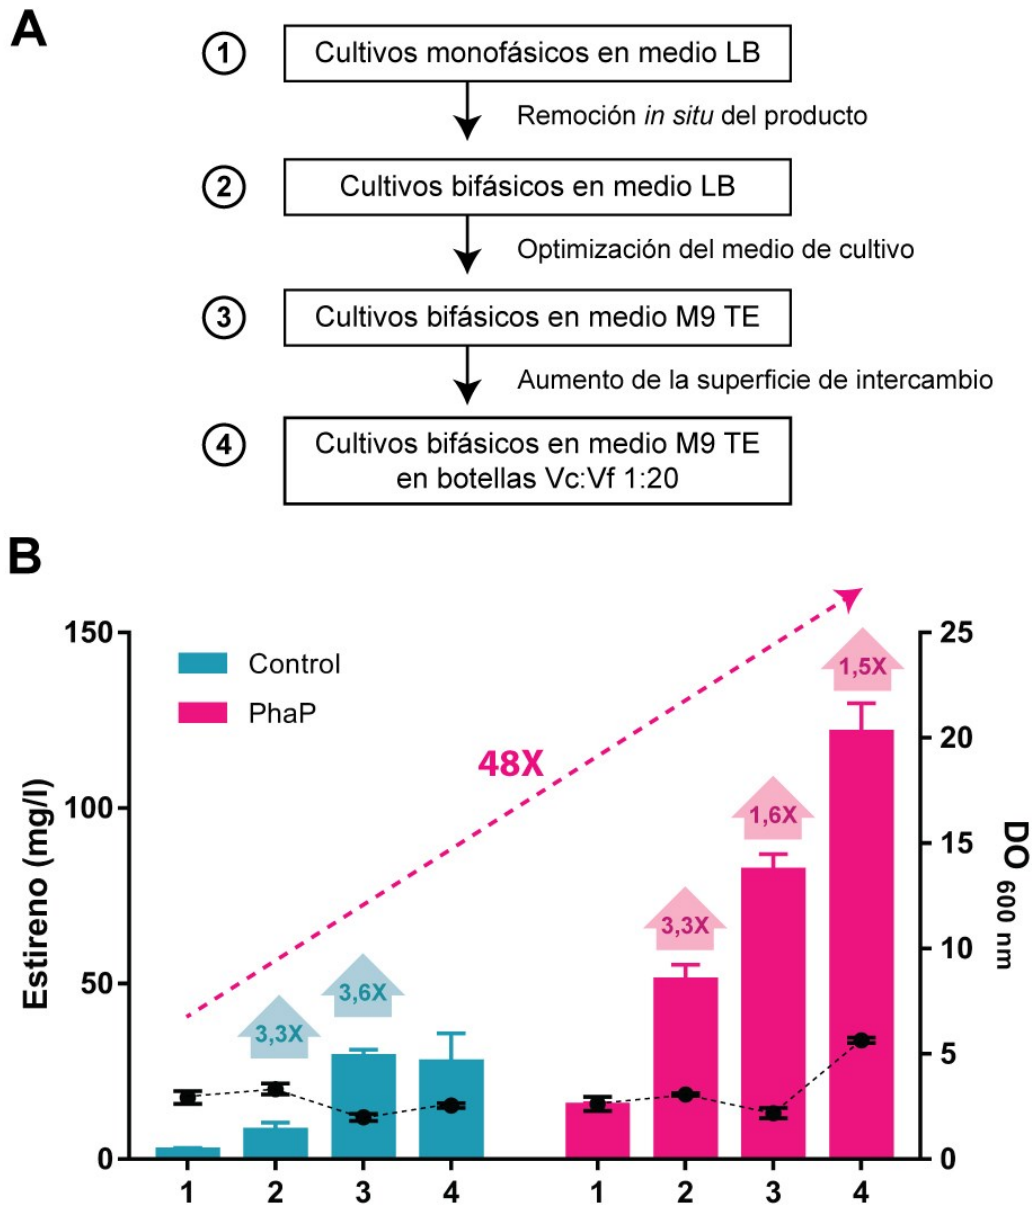 A
1
Cultivos monofásicos en medio LB
Remoción in situ del producto
2
Cultivos bifásicos en medio LB
Optimización del medio de cultivo
3
Cultivos bifásicos en medio M9 TE
Aumento de la superficie de intercambio
4
Cultivos bifásicos en medio M9 TE
en botellas Vc:Vf 1:20
B
Estireno (mg/l)
150
100
50
0
Control
PhaP
48X
3,3X
3,6X
3,3X
1,6X
1,5X
25
20
15
10
5
0
DO 600 nm
1 2 3 4 1 2 3 4